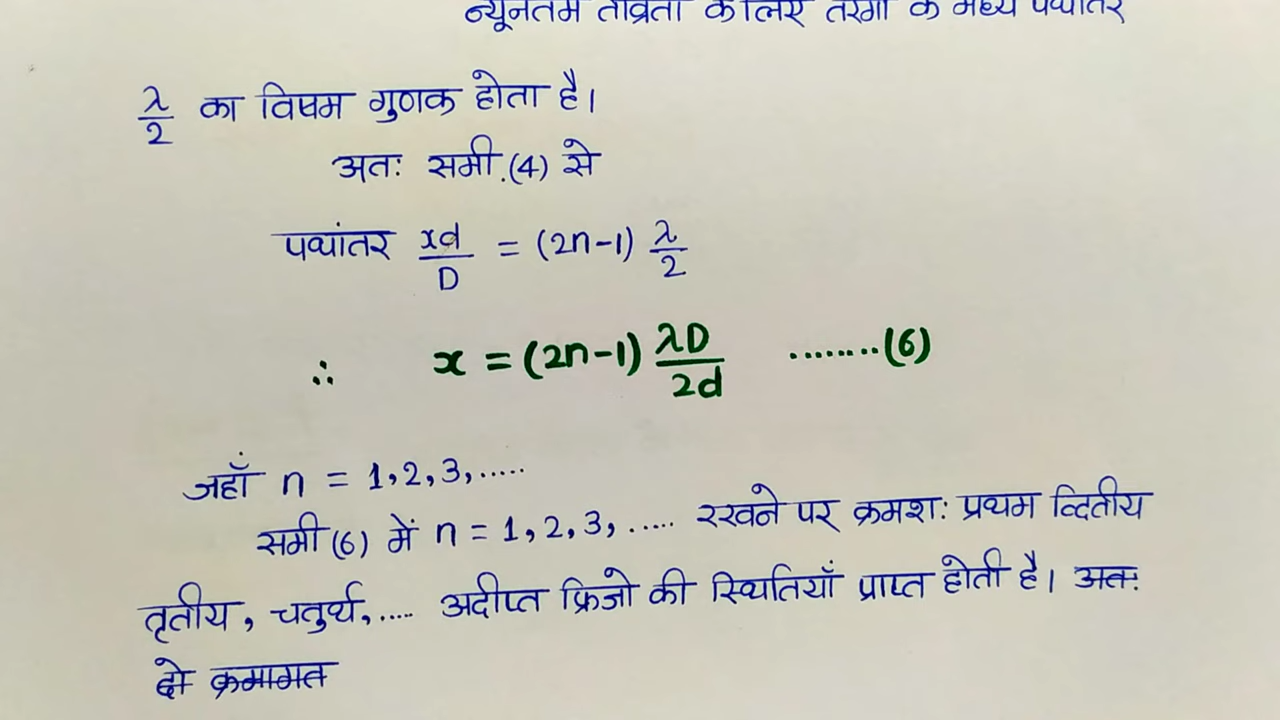 न्यूनतम तीव्रता के लिए तरंगों के मध्य पथांतर
λ/2 का विषम गुणक होता है।
अतः समी.(4) से
पथांतर xd/D = (2n-1) λ/2
∴ x = (2n-1) λD/2d ........(6)
जहाँ n = 1,2,3,.....
समी(6) में n = 1,2,3,..... रखने पर क्रमशः प्रथम द्वितीय
तृतीय, चतुर्थ,..... अदीप्त फ्रिंजो की स्थितियाँ प्राप्त होती है। अतः
दो क्रमागत